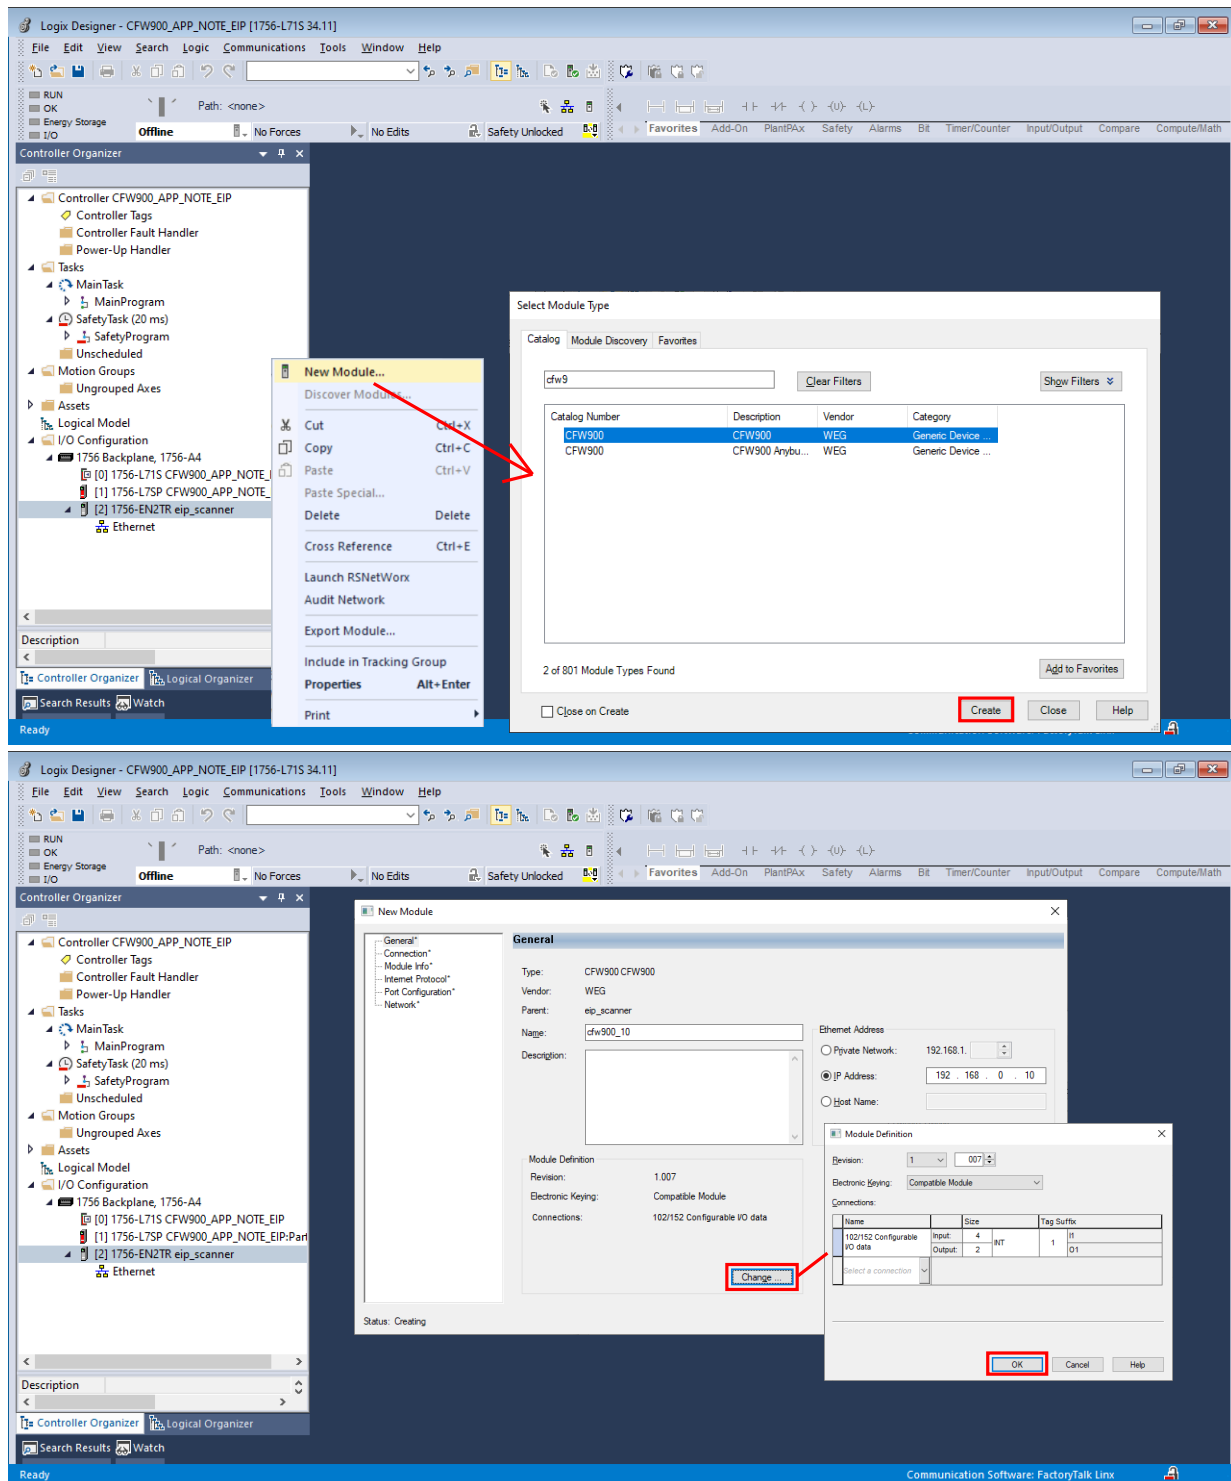 Logix Designer - CFW900_APP_NOTE_EIP [1756-L71S 34.11]
File Edit View Search Logic Communications Tools Window Help
RUN
OK
Energy Storage
I/O
Path: <none>
Offline No Forces No Edits Safety Unlocked
Favorites Add-On PlantPAx Safety Alarms Bit Timer/Counter Input/Output Compare Compute/Math
Controller Organizer
Controller CFW900_APP_NOTE_EIP
Controller Tags
Controller Fault Handler
Power-Up Handler
Tasks
MainTask
MainProgram
SafetyTask (20 ms)
SafetyProgram
Unscheduled
Motion Groups
Ungrouped Axes
Assets
Logical Model
I/O Configuration
1756 Backplane, 1756-A4
[0] 1756-L71S CFW900_APP_NOTE_
[1] 1756-L7SP CFW900_APP_NOTE_
[2] 1756-EN2TR eip_scanner
Ethernet
Description
Controller Organizer Logical Organizer
Search Results Watch
Ready
New Module...
Discover Modules...
Cut Ctrl+X
Copy Ctrl+C
Paste Ctrl+V
Paste Special...
Delete Delete
Cross Reference Ctrl+E
Launch RSNetWorx
Audit Network
Export Module...
Include in Tracking Group
Properties Alt+Enter
Print
Select Module Type
Catalog Module Discovery Favorites
cfw9
Clear Filters
Show Filters
Catalog Number Description Vendor Category
CFW900 CFW900 WEG Generic Device ...
CFW900 CFW900 Anybu... WEG Generic Device ...
2 of 801 Module Types Found
Add to Favorites
Close on Create
Create Close Help
Logix Designer - CFW900_APP_NOTE_EIP [1756-L71S 34.11]
File Edit View Search Logic Communications Tools Window Help
RUN
OK
Energy Storage
I/O
Path: <none>
Offline No Forces No Edits Safety Unlocked
Favorites Add-On PlantPAx Safety Alarms Bit Timer/Counter Input/Output Compare Compute/Math
Controller Organizer
Controller CFW900_APP_NOTE_EIP
Controller Tags
Controller Fault Handler
Power-Up Handler
Tasks
MainTask
MainProgram
SafetyTask (20 ms)
SafetyProgram
Unscheduled
Motion Groups
Ungrouped Axes
Assets
Logical Model
I/O Configuration
1756 Backplane, 1756-A4
[0] 1756-L71S CFW900_APP_NOTE_EIP
[1] 1756-L7SP CFW900_APP_NOTE_EIP:Part
[2] 1756-EN2TR eip_scanner
Ethernet
Description
Controller Organizer Logical Organizer
Search Results Watch
Ready
Communication Software: FactoryTalk Linx
New Module
General*
Connection*
Module Info*
Internet Protocol*
Port Configuration*
Network*
General
Type: CFW900 CFW900
Vendor: WEG
Parent: eip_scanner
Name: cfw900_10
Description:
Ethernet Address
Private Network: 192.168.1.
IP Address: 192 . 168 . 0 . 10
Host Name:
Module Definition
Revision: 1.007
Electronic Keying: Compatible Module
Connections: 102/152 Configurable I/O data
Change ...
Status: Creating
Module Definition
Revision: 1 007
Electronic Keying: Compatible Module
Connections:
Name Size Tag Suffix
102/152 Configurable I/O data
Input: 4 INT 1 I1
Output: 2 O1
Select a connection
OK Cancel Help